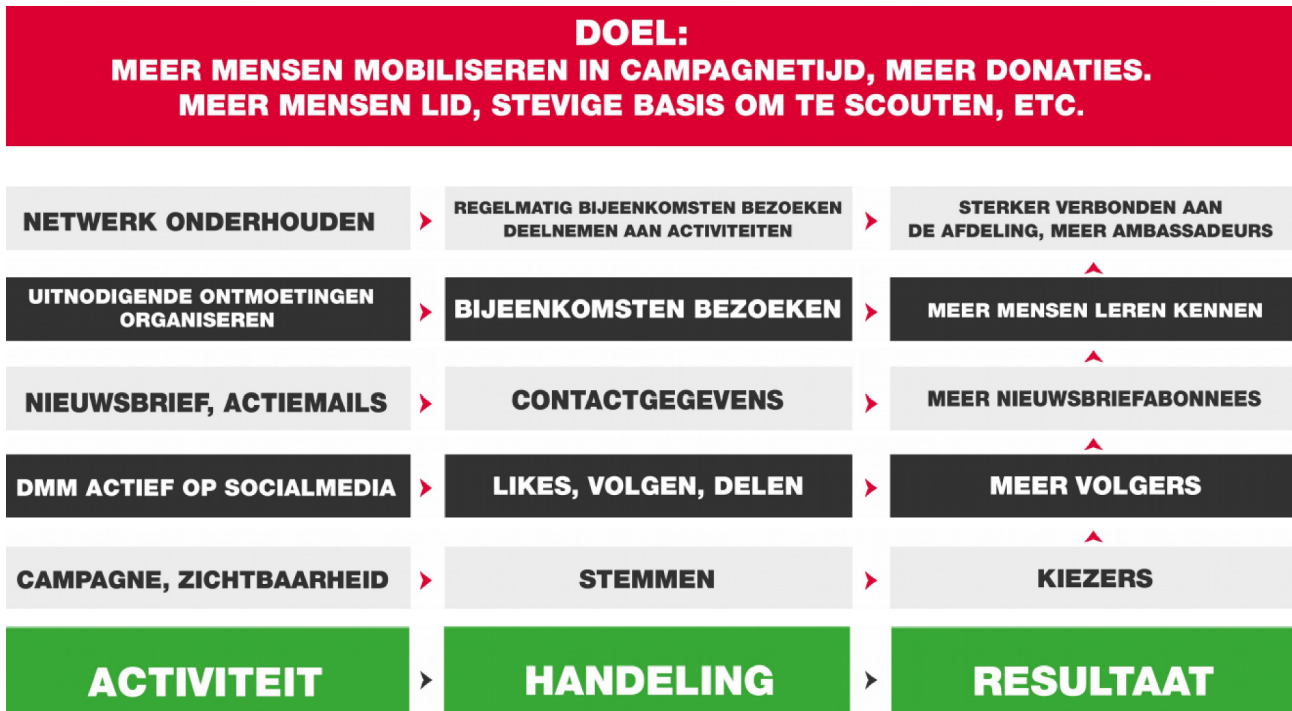 DOEL:
MEER MENSEN MOBILISEREN IN CAMPAGNETIJD, MEER DONATIES.
MEER MENSEN LID, STEVIGE BASIS OM TE SCOUTEN, ETC.
NETWERK ONDERHOUDEN
REGELMATIG BIJEENKOMSTEN BEZOEKEN
DEELNEMEN AAN ACTIVITEITEN
STERKER VERBONDEN AAN
DE AFDELING, MEER AMBASSADEURS
UITNODIGENDE ONTMOETINGEN
ORGANISEREN
BIJEENKOMSTEN BEZOEKEN
MEER MENSEN LEREN KENNEN
NIEUWSBRIEF, ACTIEMAILS
CONTACTGEGEVENS
MEER NIEUWSBRIEFABONNEES
DMM ACTIEF OP SOCIALMEDIA
LIKES, VOLGEN, DELEN
MEER VOLGERS
CAMPAGNE, ZICHTBAARHEID
STEMMEN
KIEZERS
ACTIVITEIT
HANDELING
RESULTAAT